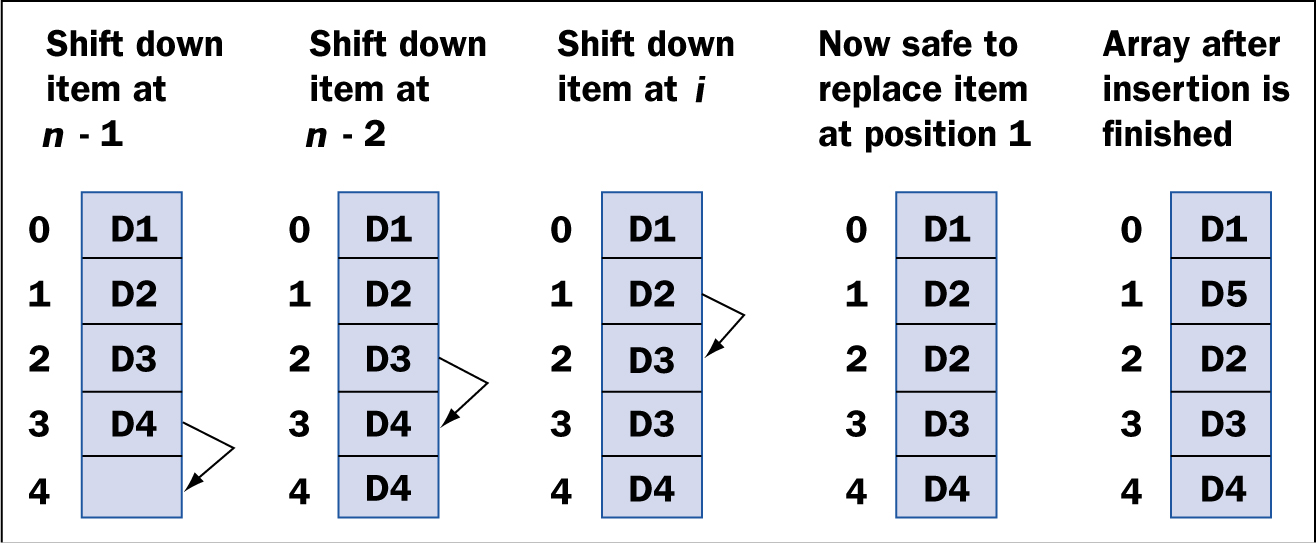 Shift down
item at
n - 1
0 D1
1 D2
2 D3
3 D4
4
Shift down
item at
n - 2
0 D1
1 D2
2 D3
3 D4
4 D4
Shift down
item at i
0 D1
1 D2
2 D3
3 D3
4 D4
Now safe to
replace item
at position 1
0 D1
1 D2
2 D2
3 D3
4 D4
Array after
insertion is
finished
0 D1
1 D5
2 D2
3 D3
4 D4